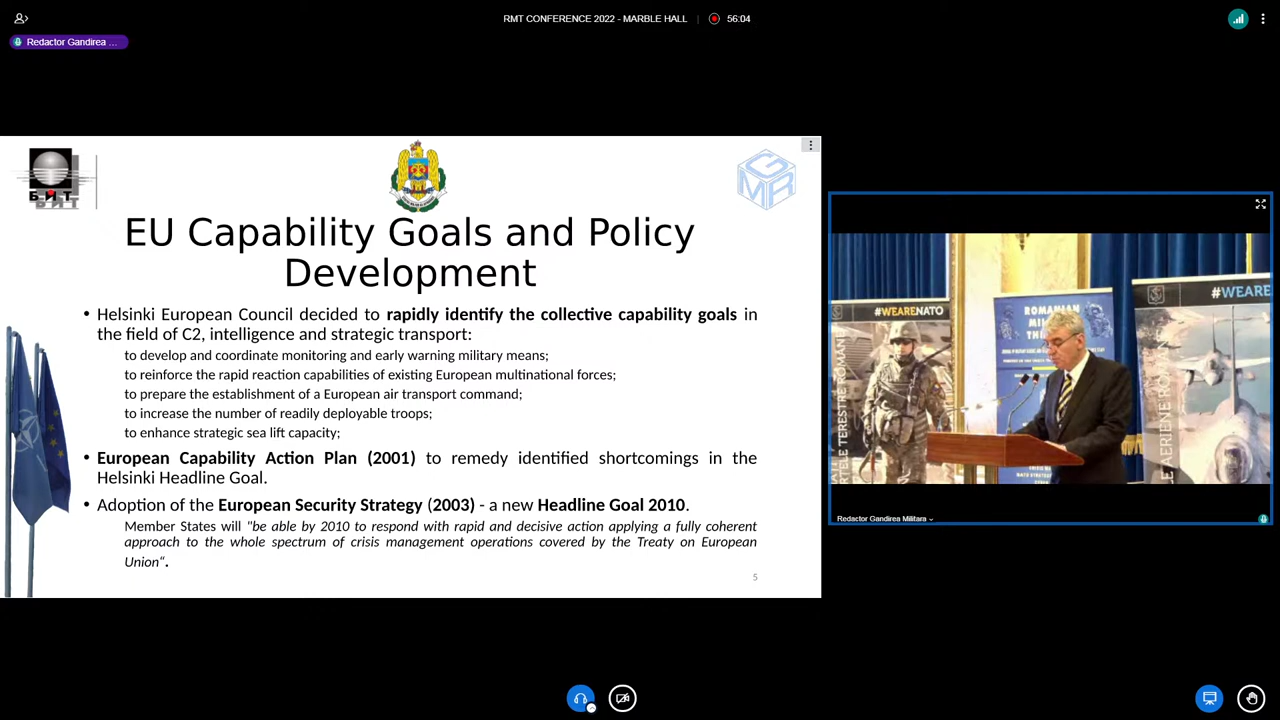 RMT CONFERENCE 2022 - MARBLE HALL
56:04
Redactor Gandirea ...
БИТ
GMR
EU Capability Goals and Policy
Development
• Helsinki European Council decided to rapidly identify the collective capability goals in
the field of C2, intelligence and strategic transport:
to develop and coordinate monitoring and early warning military means;
to reinforce the rapid reaction capabilities of existing European multinational forces;
to prepare the establishment of a European air transport command;
to increase the number of readily deployable troops;
to enhance strategic sea lift capacity;
• European Capability Action Plan (2001) to remedy identified shortcomings in the
Helsinki Headline Goal.
• Adoption of the European Security Strategy (2003) - a new Headline Goal 2010.
Member States will "be able by 2010 to respond with rapid and decisive action applying a fully coherent
approach to the whole spectrum of crisis management operations covered by the Treaty on European
Union“.
5
#WEARENATO
ROMANIAN
#WEARE
Redactor Gandirea Militara